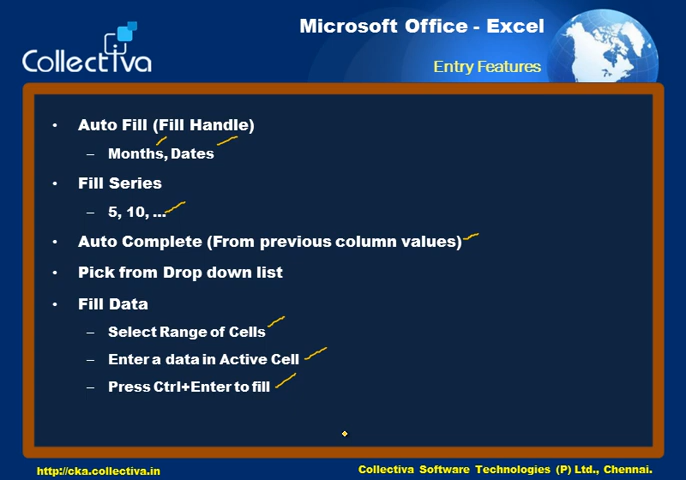 Collectiva
Microsoft Office - Excel
Entry Features
• Auto Fill (Fill Handle)
– Months, Dates
• Fill Series
– 5, 10, ...
• Auto Complete (From previous column values)
• Pick from Drop down list
• Fill Data
– Select Range of Cells
– Enter a data in Active Cell
– Press Ctrl+Enter to fill
http://cka.collectiva.in
Collectiva Software Technologies (P) Ltd., Chennai.